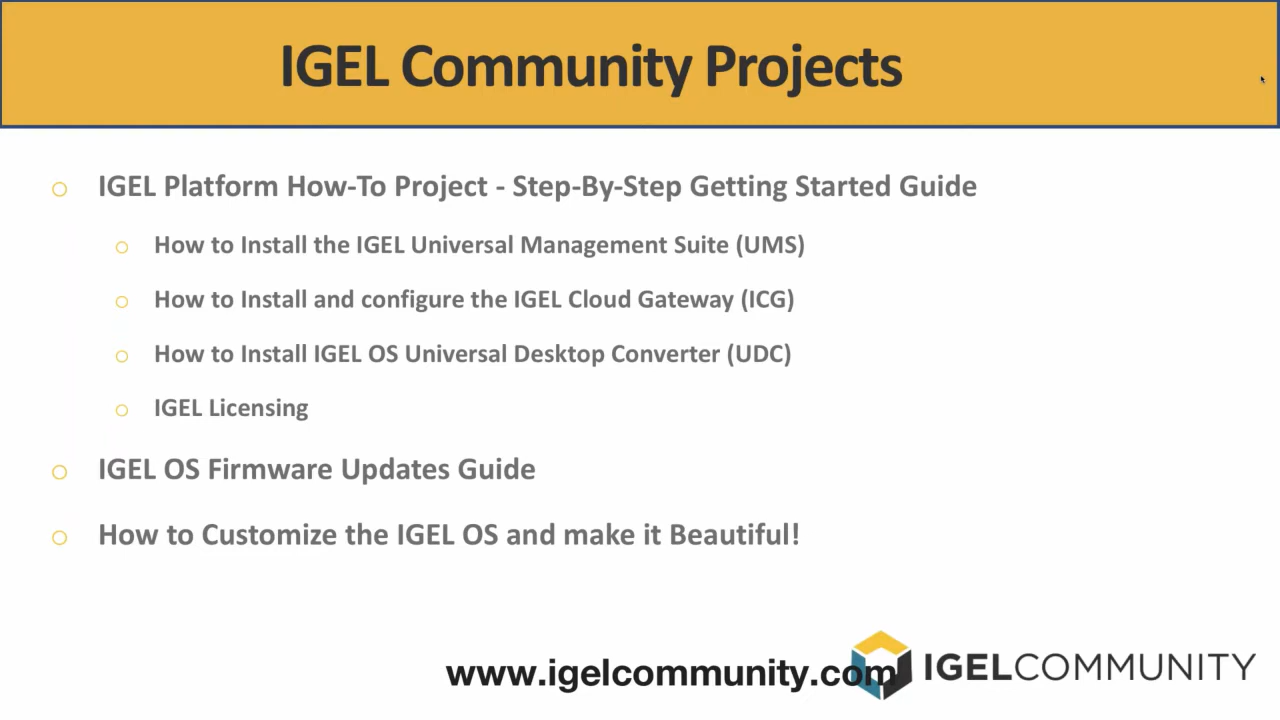 IGEL Community Projects
IGEL Platform How-To Project - Step-By-Step Getting Started Guide
How to Install the IGEL Universal Management Suite (UMS)
How to Install and configure the IGEL Cloud Gateway (ICG)
How to Install IGEL OS Universal Desktop Converter (UDC)
IGEL Licensing
IGEL OS Firmware Updates Guide
How to Customize the IGEL OS and make it Beautiful!
www.igelcommunity.com
IGELCOMMUNITY